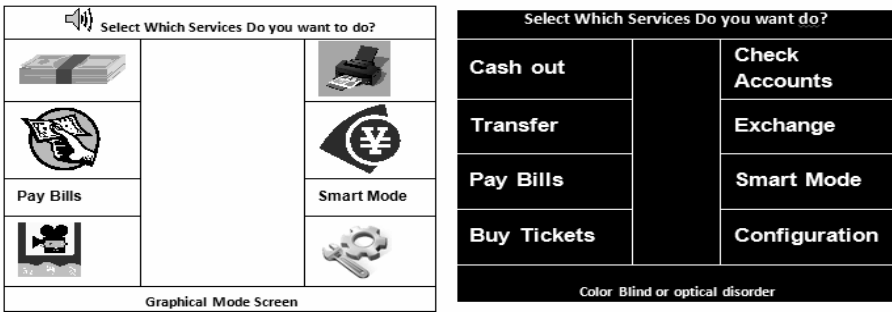 Select Which Services Do you want to do?
Pay Bills
Smart Mode
Graphical Mode Screen
Select Which Services Do you want do?
Cash out
Check
Accounts
Transfer
Exchange
Pay Bills
Smart Mode
Buy Tickets
Configuration
Color Blind or optical disorder